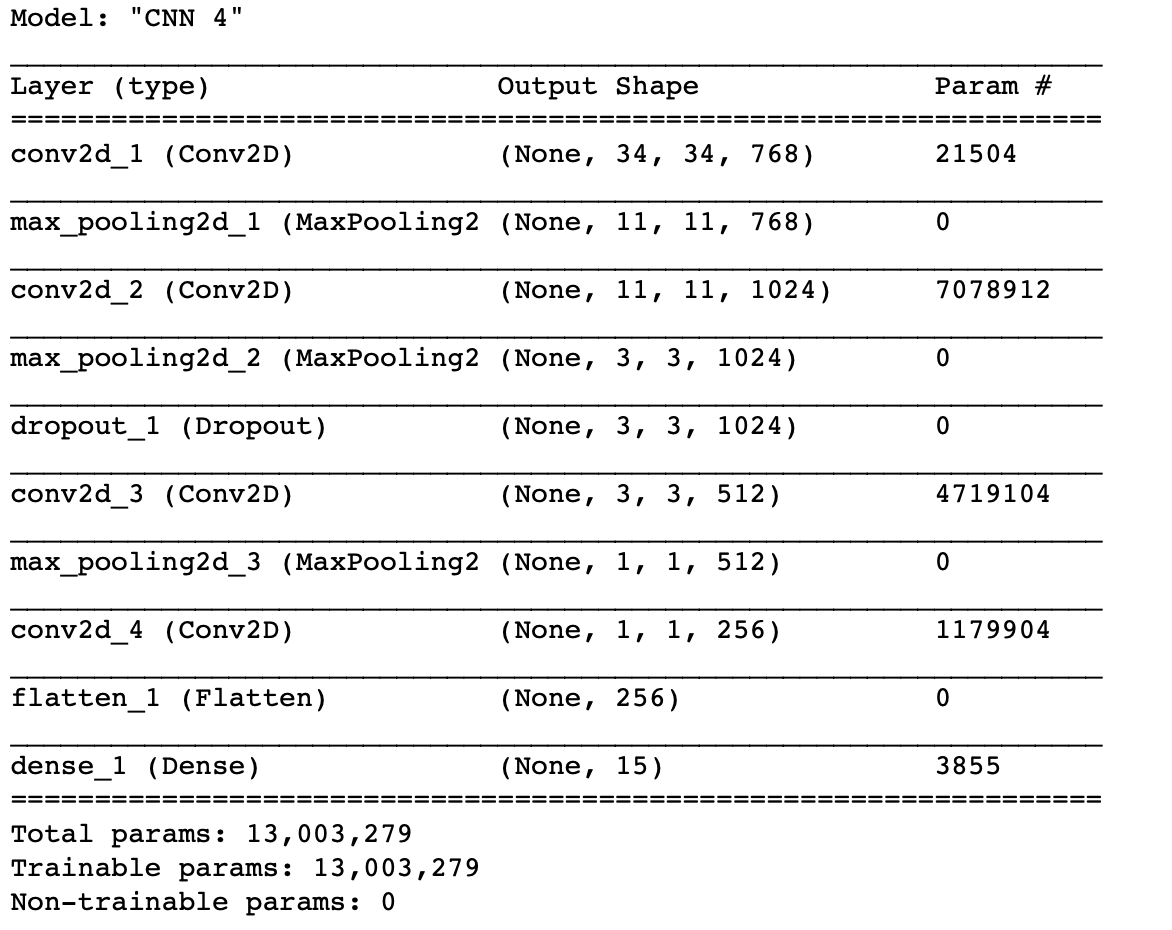 Model: "CNN 4"
Layer (type) Output Shape Param #
conv2d_1 (Conv2D) (None, 34, 34, 768) 21504
max_pooling2d_1 (MaxPooling2 (None, 11, 11, 768) 0
conv2d_2 (Conv2D) (None, 11, 11, 1024) 7078912
max_pooling2d_2 (MaxPooling2 (None, 3, 3, 1024) 0
dropout_1 (Dropout) (None, 3, 3, 1024) 0
conv2d_3 (Conv2D) (None, 3, 3, 512) 4719104
max_pooling2d_3 (MaxPooling2 (None, 1, 1, 512) 0
conv2d_4 (Conv2D) (None, 1, 1, 256) 1179904
flatten_1 (Flatten) (None, 256) 0
dense_1 (Dense) (None, 15) 3855
Total params: 13,003,279
Trainable params: 13,003,279
Non-trainable params: 0